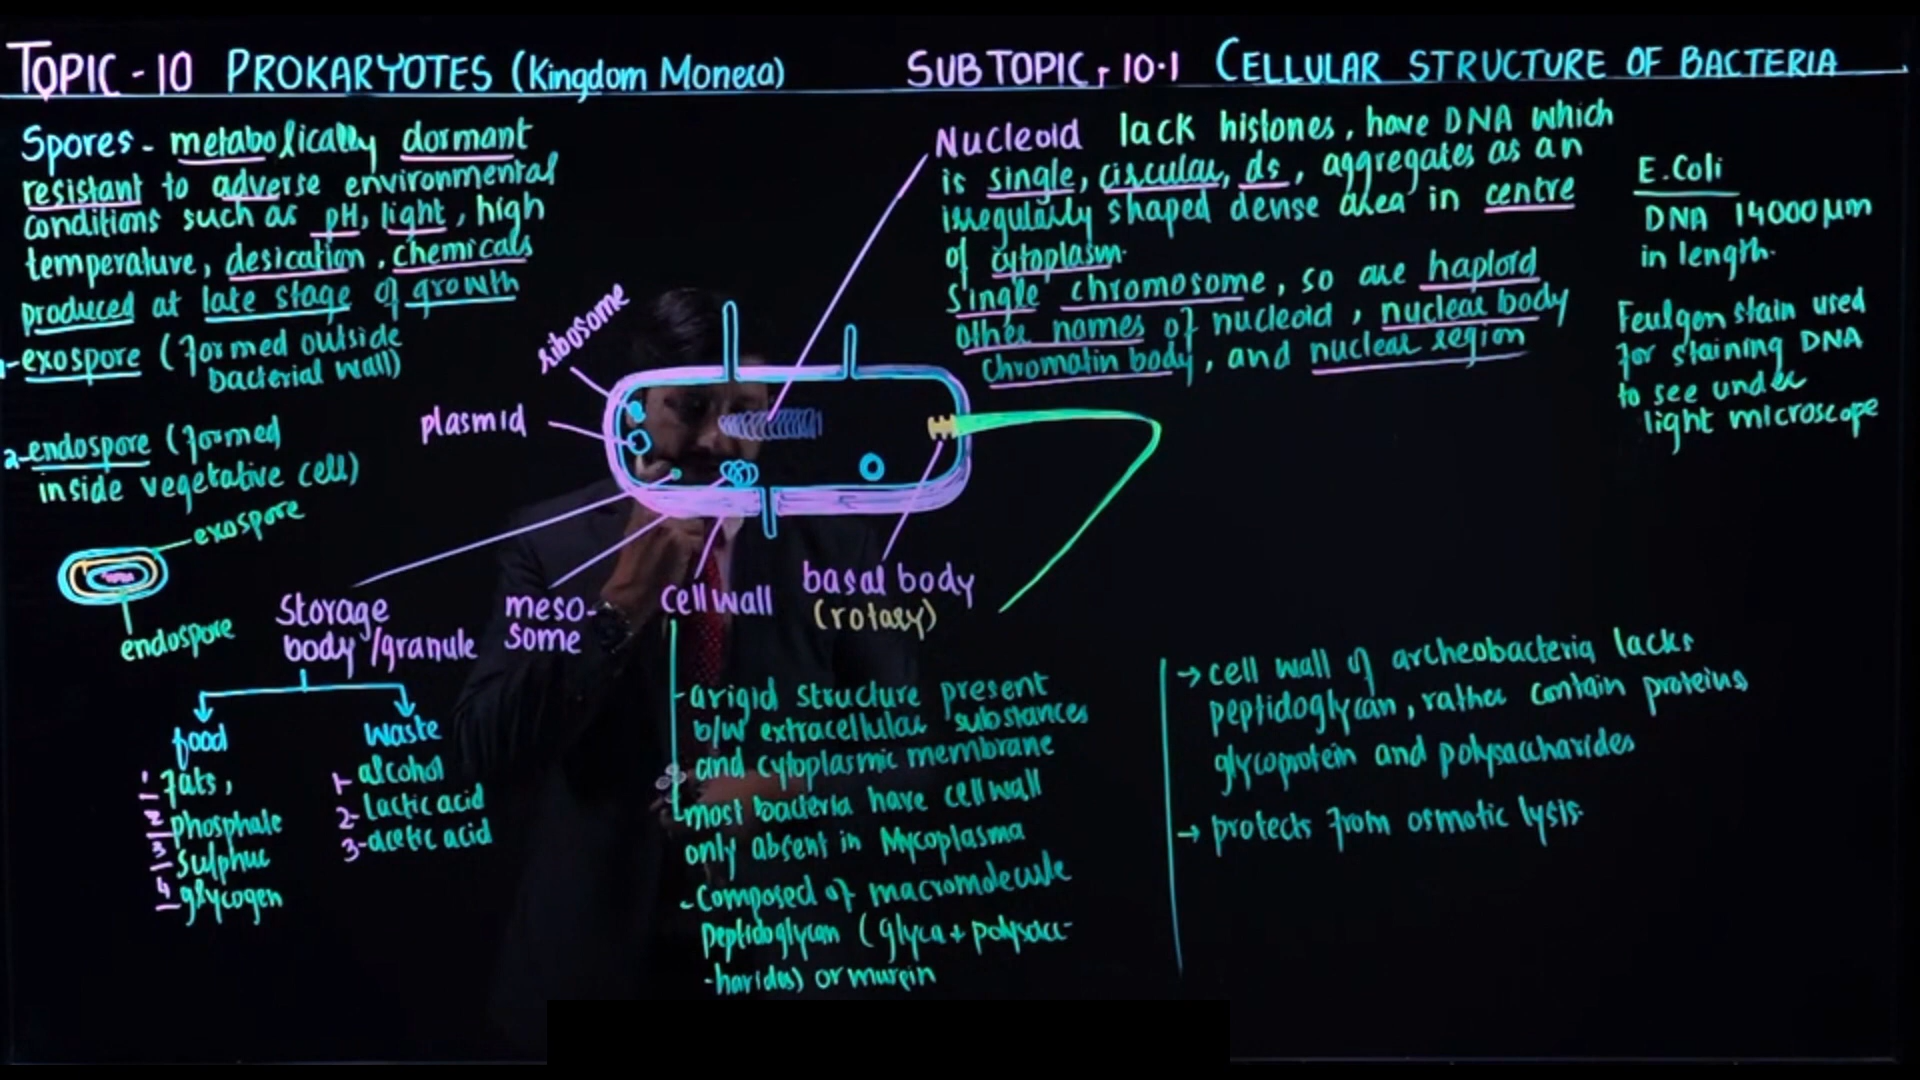 TOPIC - 10 PROKARYOTES (Kingdom Monera)
SUBTOPIC - 10.1 CELLULAR STRUCTURE OF BACTERIA
Spores - metabolically dormant
resistant to adverse environmental
conditions such as pH, light, high
temperature, desication, chemicals
produced at late stage of growth
1-exospore (formed outside
bacterial wall)
2-endospore (formed
inside vegetative cell)
exospore
endospore
Nucleoid lack histones, have DNA which
is single, circular, ds, aggregates as an
irregularly shaped dense area in centre
of cytoplasm.
Single chromosome, so are haploid
other names of nucleoid, nuclear body
chromatin body, and nuclear region
E.Coli
DNA 14000 µm
in length.
Feulgen stain used
for staining DNA
to see under
light microscope
ribosome
plasmid
Storage
body/granule
meso-
some
cell wall
basal body
(rotary)
food
1 fats,
2 phosphate
3 Sulphur
4 glycogen
waste
1- alcohol
2- Lactic acid
3- acetic acid
- a rigid structure present
b/w extracellular substances
and cytoplasmic membrane
most bacteria have cell wall
only absent in Mycoplasma
- Composed of macromolecule
Peptidoglycan (glyca + polysacc-
-harides) or murein
→ cell wall of archeobacteria lacks
peptidoglycan, rather contain proteins,
glycoprotein and polysaccharides
→ protects from osmotic lysis.